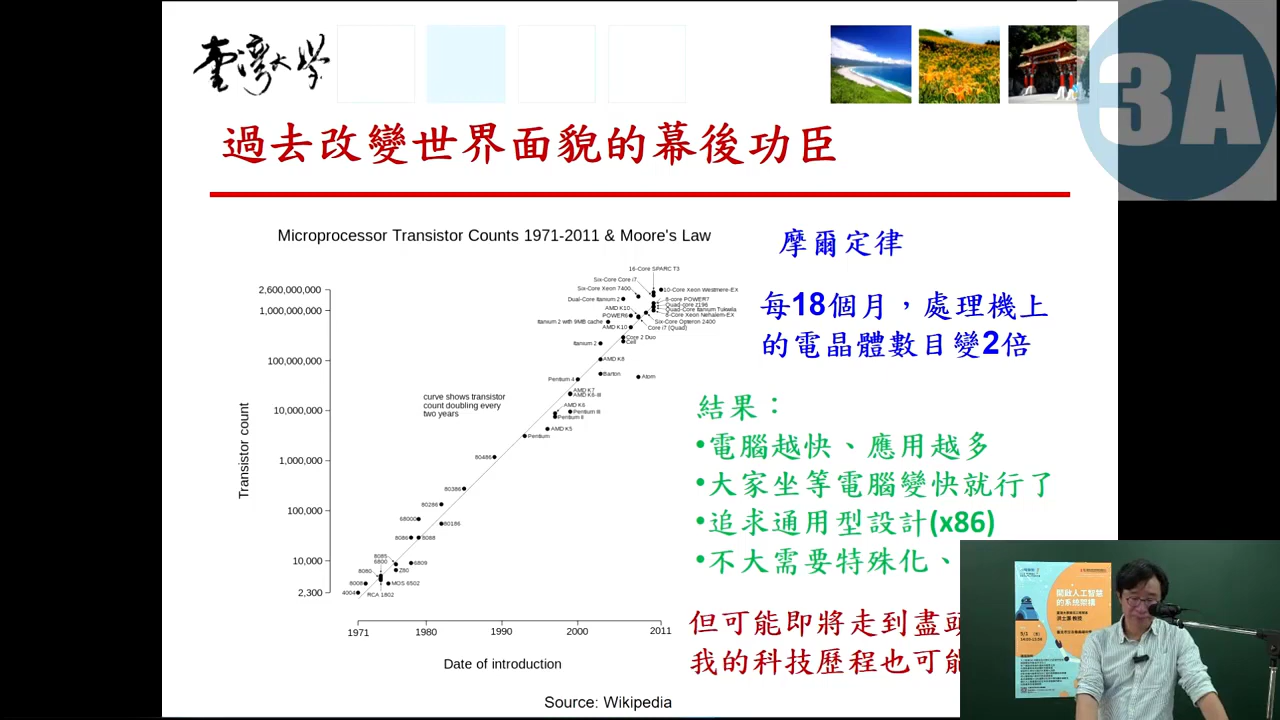 臺灣大學
3A
過去改變世界面貌的幕後功臣
Microprocessor Transistor Counts 1971-2011 & Moore's Law
Transistor count
2,600,000,000
1,000,000,000
100,000,000
10,000,000
1,000,000
100,000
10,000
2,300
16-Core SPARC T3
Six-Core Core i7
Six-Core Xeon 7400
10-Core Xeon Westmere-EX
Dual-Core Itanium 2
8-core POWER7
Quad-core z196
AMD K10
Quad-Core Itanium Tukwila
POWER6
8-Core Xeon Nehalem-EX
Itanium 2 with 9MB cache
Six-Core Opteron 2400
AMD K10
Core i7 (Quad)
Core 2 Duo
Itanium 2
Cell
AMD K8
Barton
Atom
Pentium 4
AMD K7
AMD K6-III
curve shows transistor
count doubling every
two years
AMD K6
Pentium III
Pentium II
AMD K5
Pentium
80486
80386
80286
68000
80186
8086
8088
8085
6800
6809
8080
Z80
8008
MOS 6502
4004
RCA 1802
1971
1980
1990
2000
2011
Date of introduction
Source: Wikipedia
摩爾定律
每18個月，處理機上
的電晶體數目變2倍
結果：
•電腦越快、應用越多
•大家坐等電腦變快就行了
•追求通用型設計(x86)
•不大需要特殊化、
但可能即將走到盡頭
我的科技歷程也可能
開啟人工智慧
的系統架構